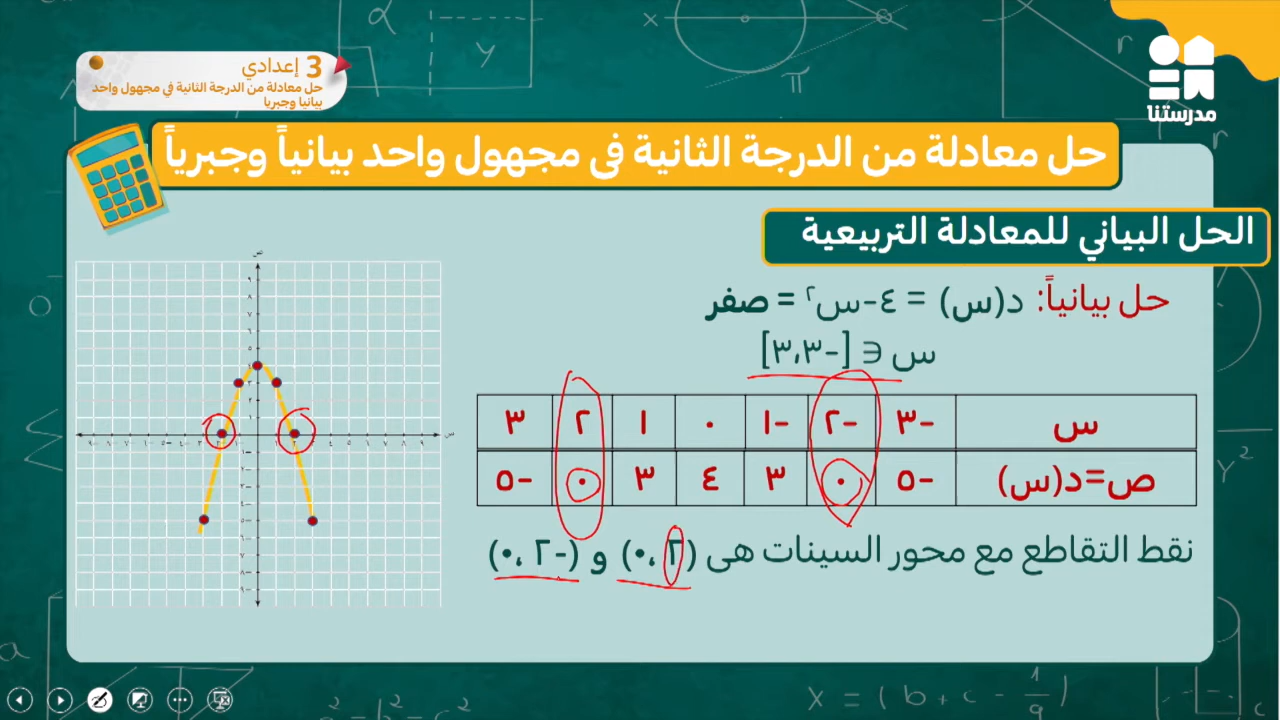 3 إعدادي
حل معادلة من الدرجة الثانية في مجهول واحد
بيانيا وجبريا
مدرستنا
حل معادلة من الدرجة الثانية فى مجهول واحد بيانياً وجبرياً
الحل البياني للمعادلة التربيعية
حل بيانياً: د(س) = ٤-س٢ = صفر
س ∈ [-٣،٣]
س -٣ -٢ -١ ٠ ١ ٢ ٣
ص=د(س) -٥ ٠ ٣ ٤ ٣ ٠ -٥
نقط التقاطع مع محور السينات هى (٢ ،٠) و (-٢ ،٠)